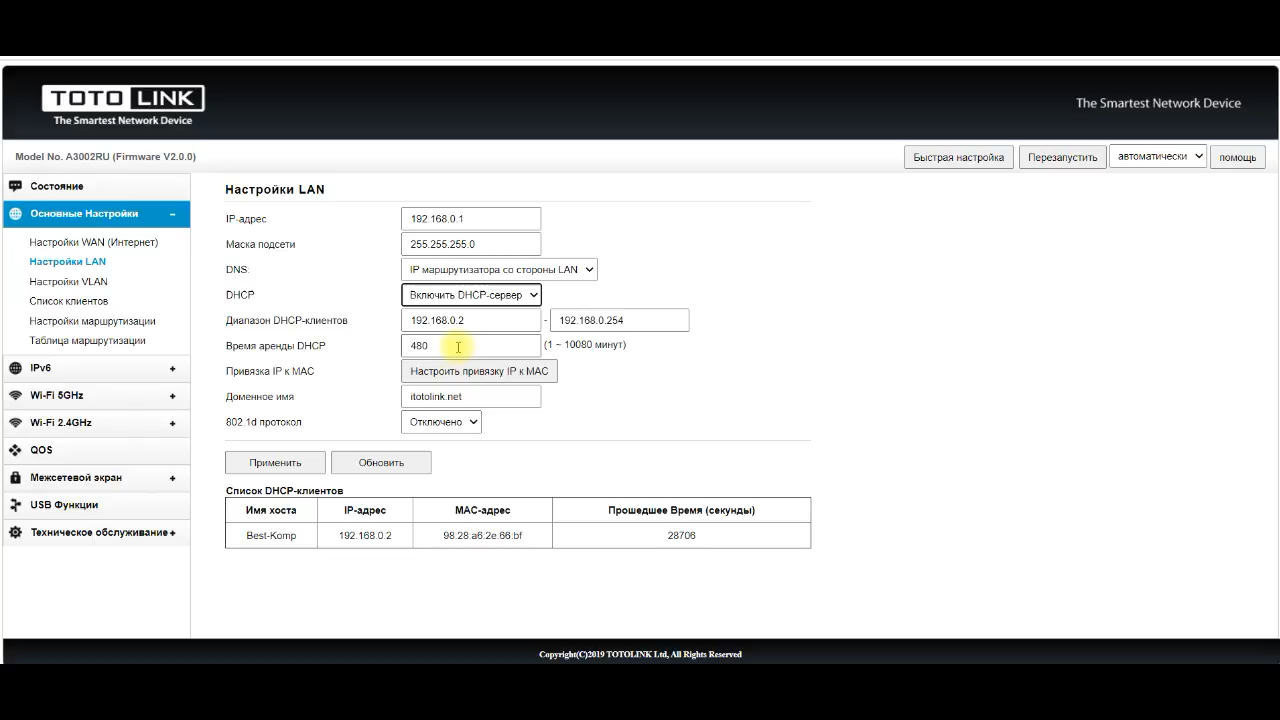 TOTO LINK
The Smartest Network Device
The Smartest Network Device
Model No. A3002RU (Firmware V2.0.0)
Быстрая настройка
Перезапустить
автоматически
помощь
Состояние
Основные Настройки −
Настройки WAN (Интернет)
Настройки LAN
Настройки VLAN
Список клиентов
Настройки маршрутизации
Таблица маршрутизации
IPv6 +
Wi-Fi 5GHz +
Wi-Fi 2.4GHz +
QOS
Межсетевой экран +
USB Функции
Техническое обслуживание +
Настройки LAN
IP-адрес 192.168.0.1
Маска подсети 255.255.255.0
DNS: IP маршрутизатора со стороны LAN
DHCP Включить DHCP-сервер
Диапазон DHCP-клиентов 192.168.0.2 - 192.168.0.254
Время аренды DHCP 480 (1 ~ 10080 минут)
Привязка IP к MAC Настроить привязку IP к MAC
Доменное имя itotolink.net
802.1d протокол Отключено
Применить Обновить
Список DHCP-клиентов
Имя хоста IP-адрес MAC-адрес Прошедшее Время (секунды)
Best-Komp 192.168.0.2 98:28:a6:2e:66:bf 28706
Copyright(C)2019 TOTOLINK Ltd, All Rights Reserved